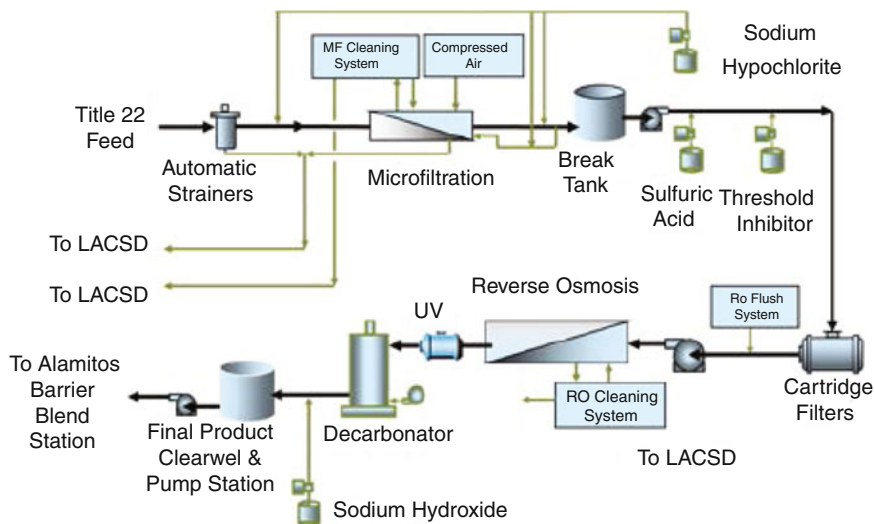 Sodium
Hypochlorite
MF Cleaning
System
Compressed
Air
Title 22
Feed
Automatic
Strainers
Microfiltration
Break
Tank
Sulfuric
Acid
Threshold
Inhibitor
To LACSD
To LACSD
Reverse Osmosis
UV
Ro Flush
System
Cartridge
Filters
RO Cleaning
System
To LACSD
To Alamitos
Barrier
Blend
Station
Final Product
Clearwel &
Pump Station
Decarbonator
Sodium Hydroxide